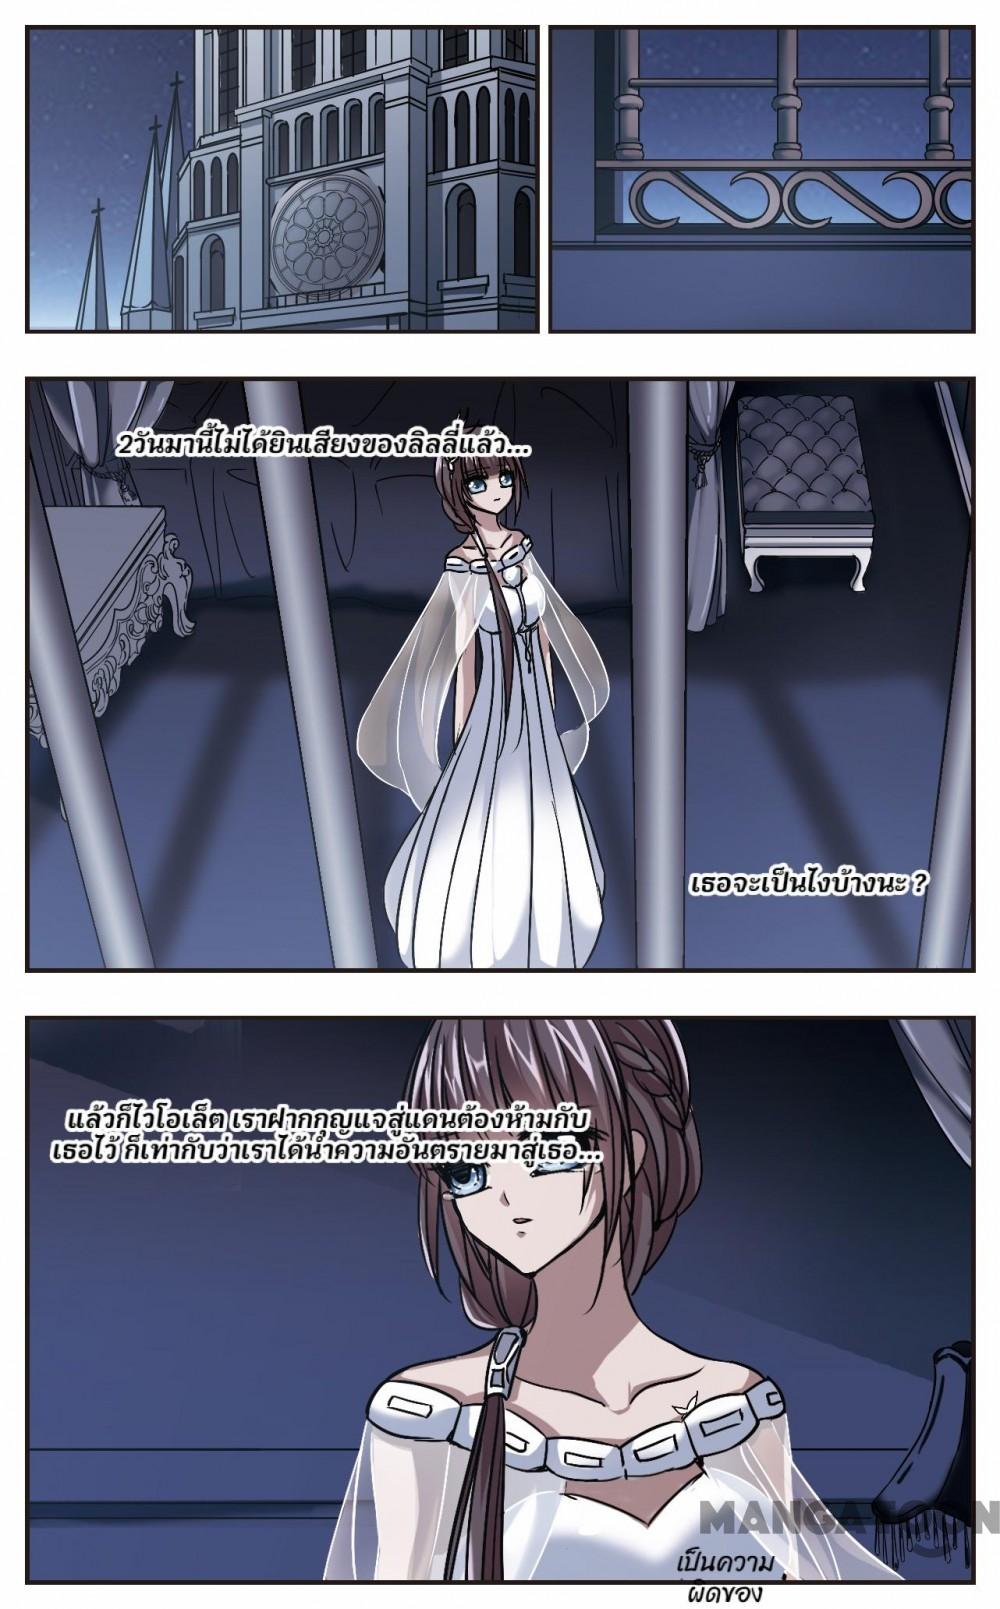 2วันมานี้ไม่ได้ยินเสียงของลิลลี่แล้ว...
เธอจะเป็นไงบ้างนะ ?
แล้วก็ไวโอเล็ต เราฝากกุญแจสู่แดนต้องห้ามกับ
เธอไว้ ก็เท่ากับว่าเราได้นำความอันตรายมาสู่เธอ...
MANGATOON
เป็นความ
ผิดของ